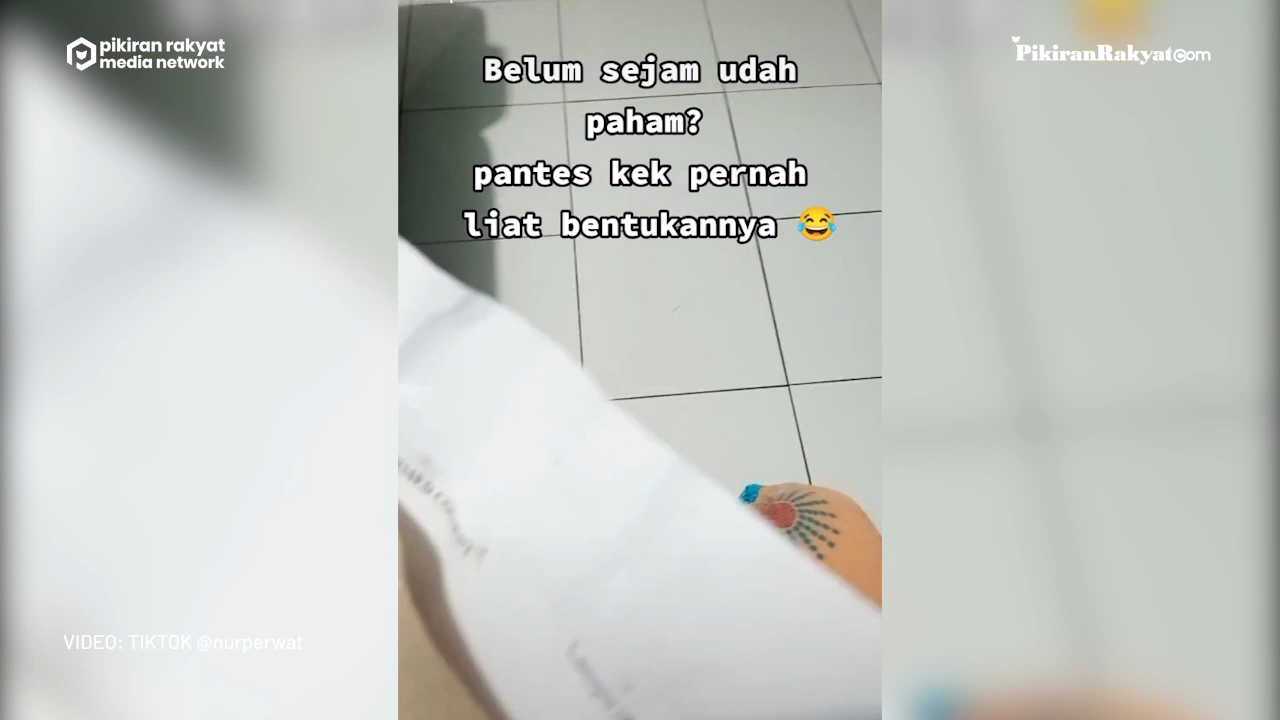 pikiran rakyat
media network
PikiranRakyat.com
Belum sejam udah
paham?
pantes kek pernah
liat bentukannya 😂
VIDEO: TIKTOK @nurperwat